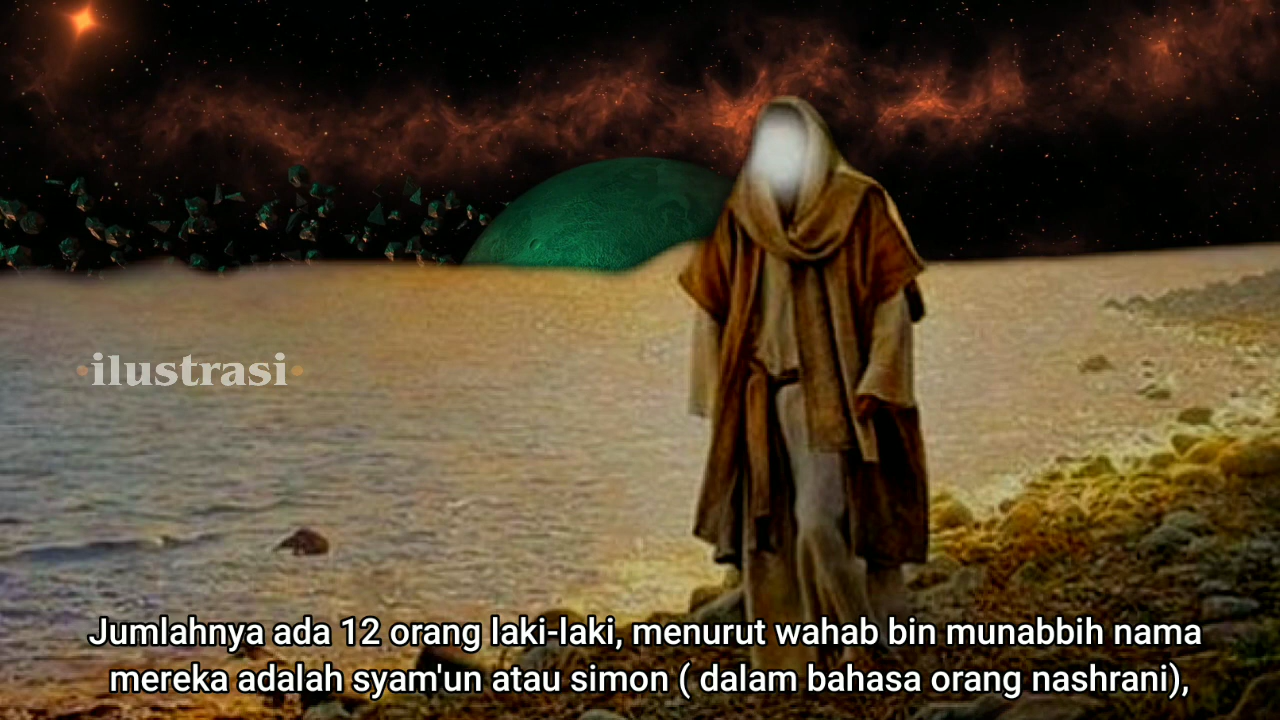 •ilustrasi•
Jumlahnya ada 12 orang laki-laki, menurut wahab bin munabbih nama
mereka adalah syam'un atau simon ( dalam bahasa orang nashrani),